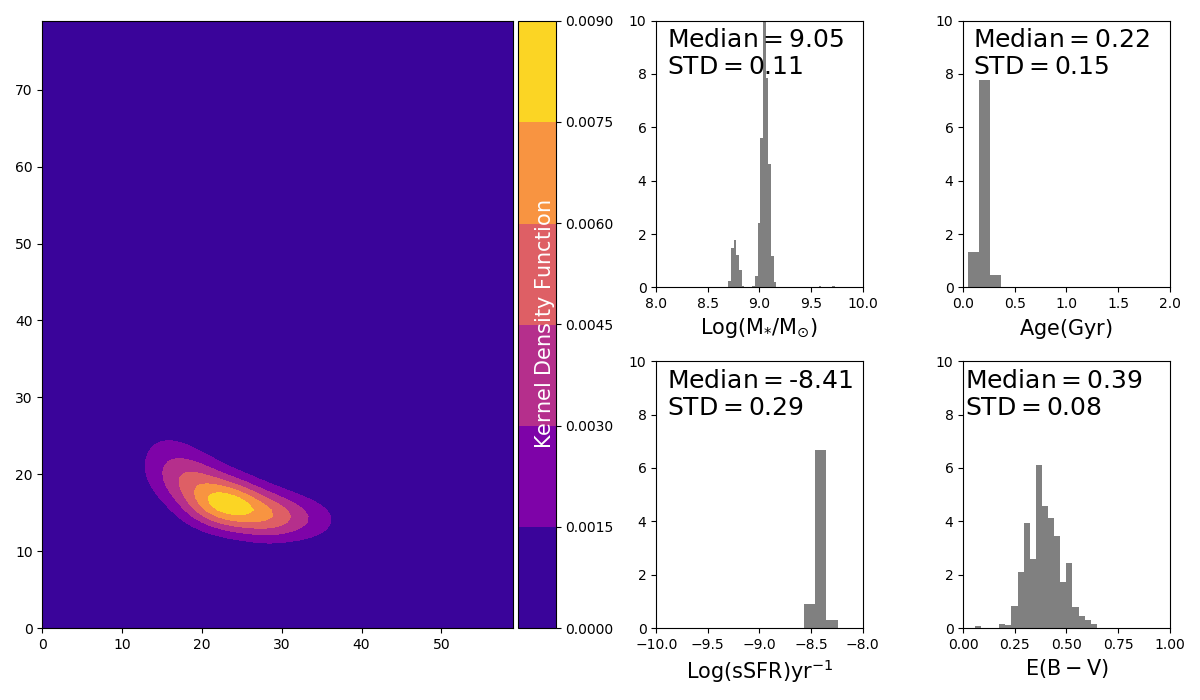 70
60
50
40
30
20
10
0
0 10 20 30 40 50
0.0090
0.0075
0.0060
0.0045
0.0030
0.0015
0.0000
Kernel Density Function
Median = 9.05
STD = 0.11
10
8
6
4
2
0
8.0 8.5 9.0 9.5 10.0
Log(M*/M⊙)
Median = 0.22
STD = 0.15
10
8
6
4
2
0
0.0 0.5 1.0 1.5 2.0
Age(Gyr)
Median = -8.41
STD = 0.29
10
8
6
4
2
0
−10.0 −9.5 −9.0 −8.5 −8.0
Log(sSFR)yr⁻¹
Median = 0.39
STD = 0.08
10
8
6
4
2
0
0.00 0.25 0.50 0.75 1.00
E(B − V)